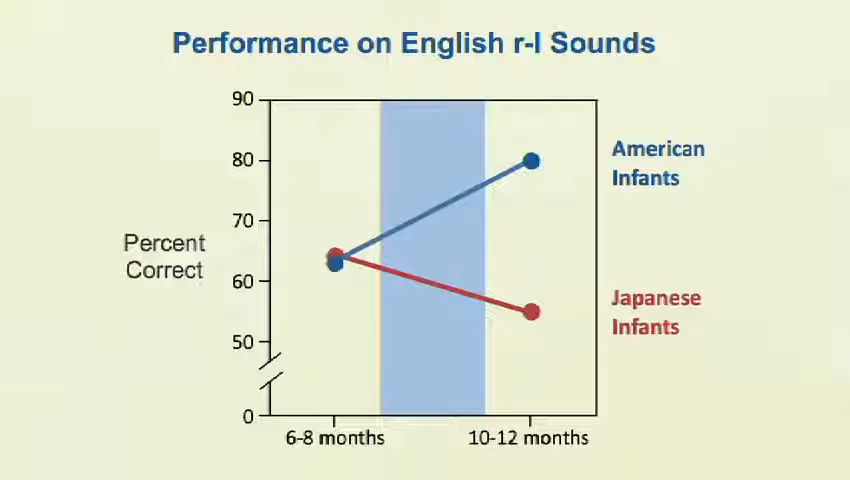 Performance on English r-l Sounds
90
80
70
60
50
0
Percent
Correct
American
Infants
Japanese
Infants
6-8 months
10-12 months